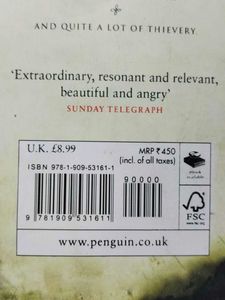 AND QUITE A LOT OF THIEVERY.
'Extraordinary, resonant and relevant,
beautiful and angry'
SUNDAY TELEGRAPH
U.K. £8.99
MRP ₹ 450
(incl. of all taxes)
ISBN 978-1-909-53161-1
90000
9 781909 531611
FSC
www.penguin.co.uk